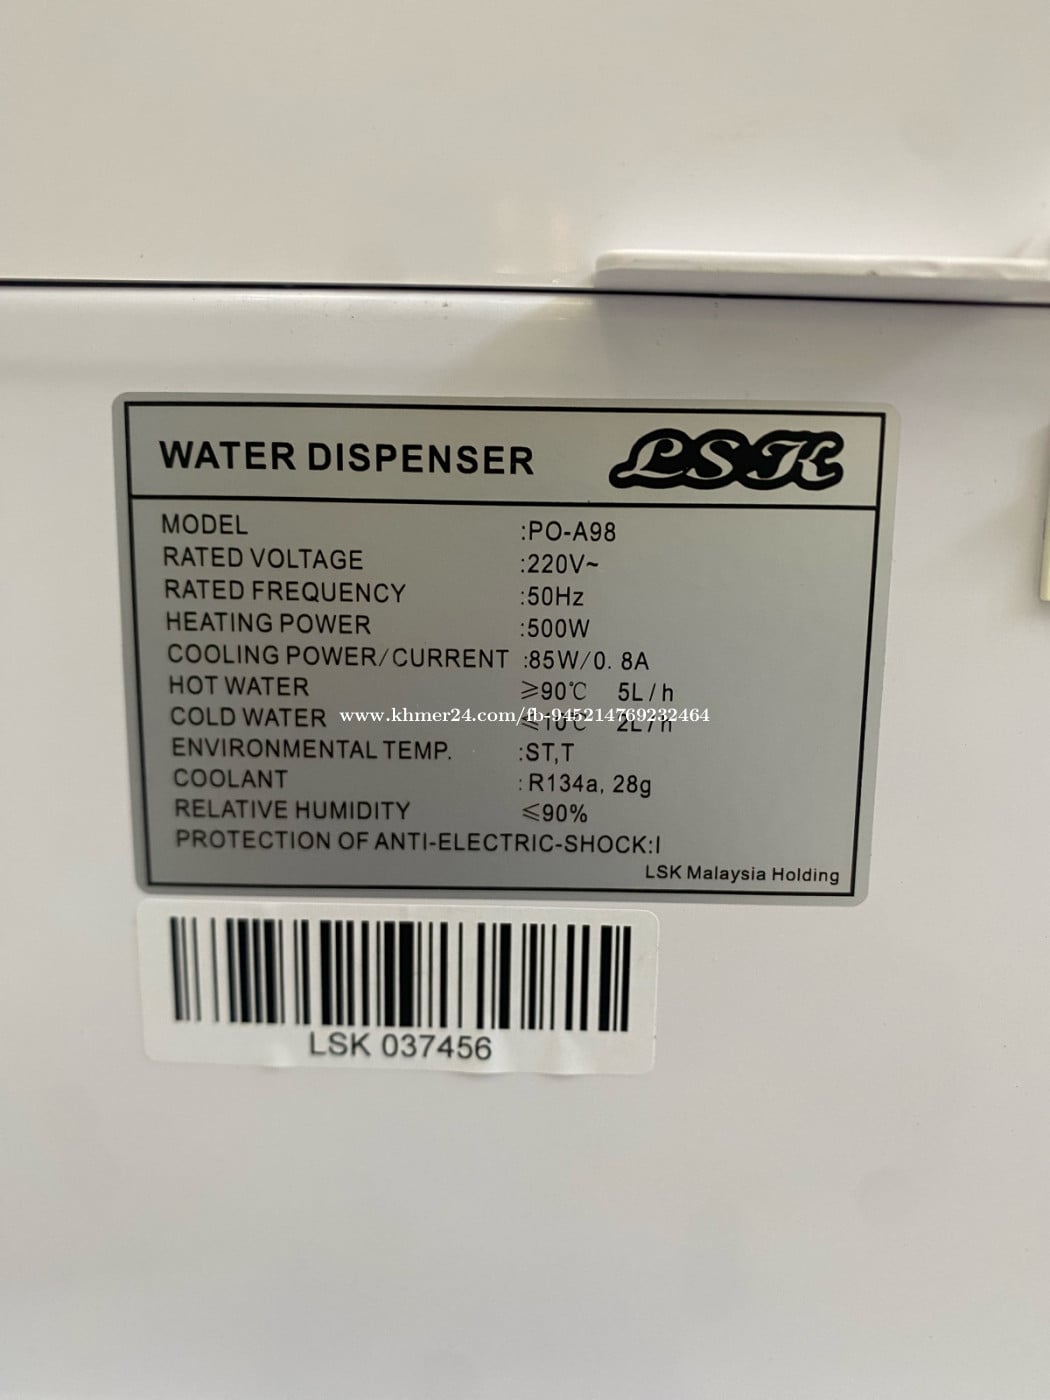 WATER DISPENSER LSK
MODEL :PO-A98
RATED VOLTAGE :220V~
RATED FREQUENCY :50Hz
HEATING POWER :500W
COOLING POWER/CURRENT :85W/0. 8A
HOT WATER ≥90℃ 5L/h
COLD WATER ≤10℃ 2L/h
www.khmer24.com/fb-945214769232464
ENVIRONMENTAL TEMP. :ST,T
COOLANT : R134a, 28g
RELATIVE HUMIDITY ≤90%
PROTECTION OF ANTI-ELECTRIC-SHOCK:I
LSK Malaysia Holding
LSK 037456